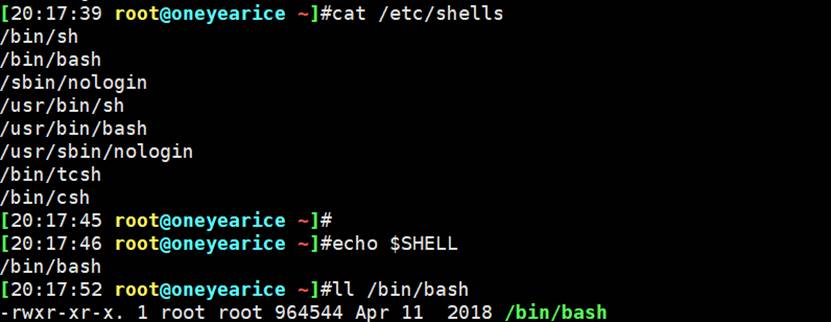 [20:17:39 root@oneyearice ~]#cat /etc/shells
/bin/sh
/bin/bash
/sbin/nologin
/usr/bin/sh
/usr/bin/bash
/usr/sbin/nologin
/bin/tcsh
/bin/csh
[20:17:45 root@oneyearice ~]#
[20:17:46 root@oneyearice ~]#echo $SHELL
/bin/bash
[20:17:52 root@oneyearice ~]#ll /bin/bash
-rwxr-xr-x. 1 root root 964544 Apr 11  2018 /bin/bash